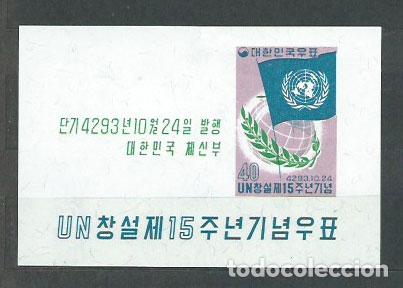 단기 4293년 10월 24일 발행
대한민국 체신부
대한민국우표
40
4293.10.24
UN창설제15주년기념
UN창설제15주년기념우표
todocoleccion.net